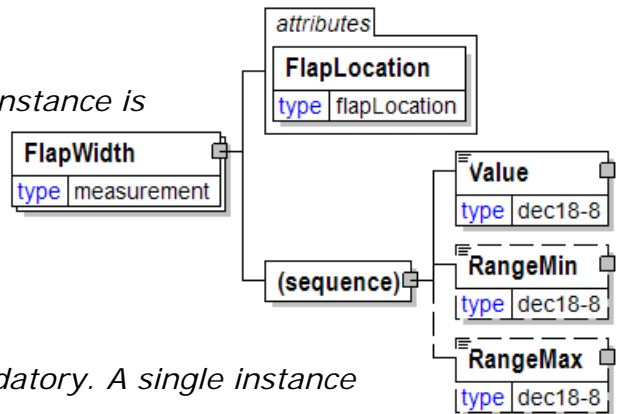 attributes
FlapLocation
type flapLocation
nstance is
FlapWidth
type measurement
Value
type dec18-8
(sequence)
RangeMin
type dec18-8
RangeMax
type dec18-8
datory. A single instance